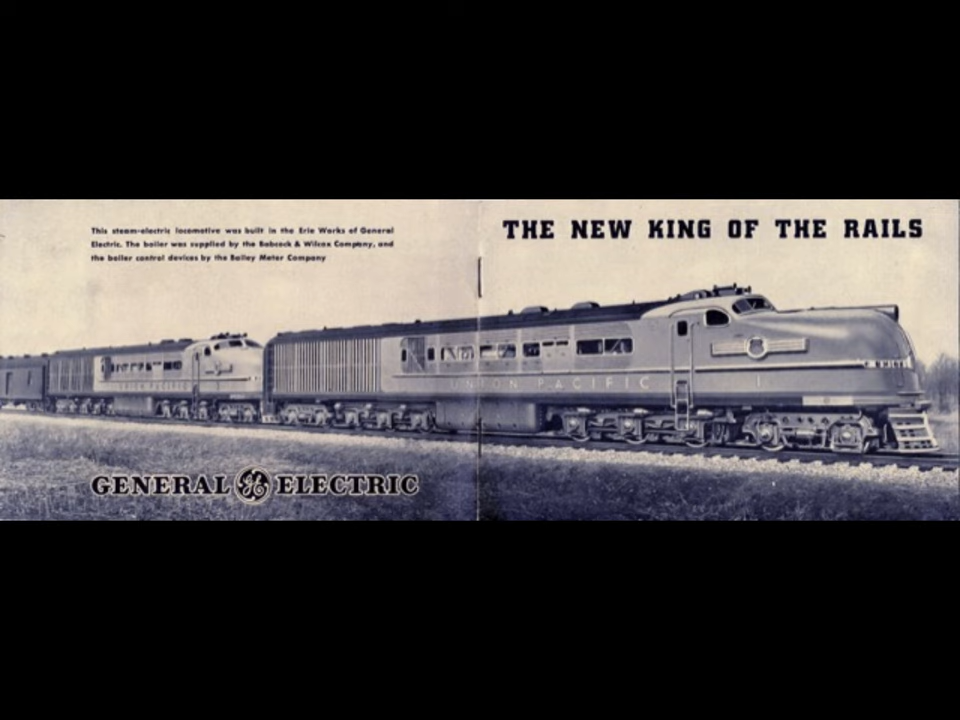 This steam-electric locomotive was built in the Erie Works of General
Electric. The boiler was supplied by the Babcock & Wilcox Company, and
the boiler control devices by the Bailey Meter Company
THE NEW KING OF THE RAILS
UNION PACIFIC
1
GENERAL GE ELECTRIC